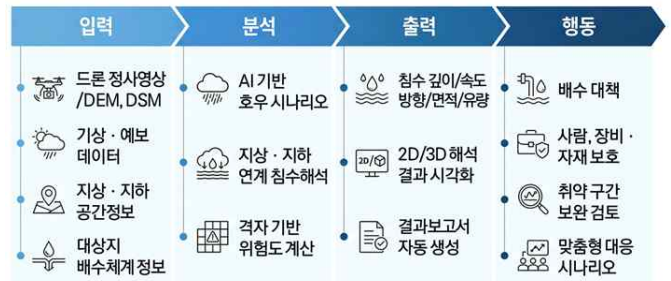 입력
드론 정사영상
/DEM, DSM
기상 · 예보
데이터
지상 · 지하
공간정보
대상지
배수체계 정보
분석
AI 기반
호우 시나리오
지상 · 지하
연계 침수해석
격자 기반
위험도 계산
출력
침수 깊이/속도
방향/면적/유량
2D/
2D/3D 해석
결과 시각화
결과보고서
자동 생성
행동
배수 대책
사람, 장비 ·
자재 보호
취약 구간
보완 검토
맞춤형 대응
시나리오